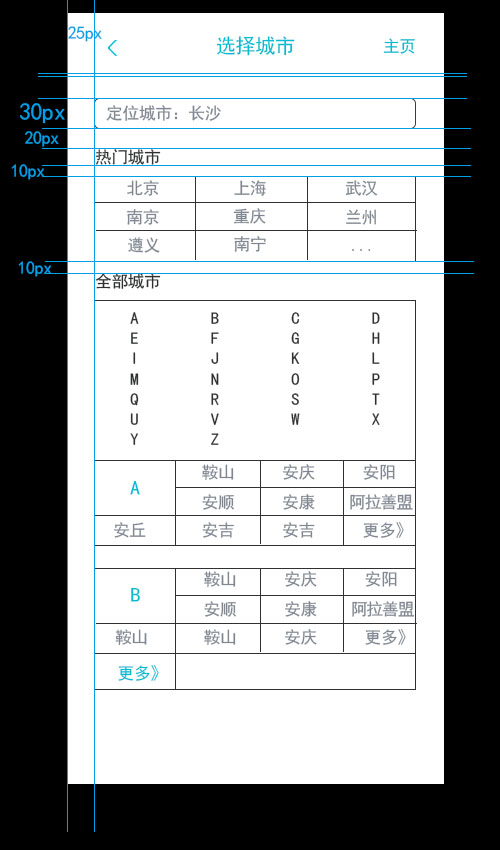 25px
选择城市 主页
30px
定位城市：长沙
20px
热门城市
10px
北京 上海 武汉
南京 重庆 兰州
遵义 南宁 ...
10px
全部城市
A B C D
E F G H
I J K L
M N O P
Q R S T
U V W X
Y Z
鞍山 安庆 安阳
A
安顺 安康 阿拉善盟
安丘 安吉 安吉 更多》
鞍山 安庆 安阳
B
安顺 安康 阿拉善盟
鞍山 鞍山 安庆 更多》
更多》